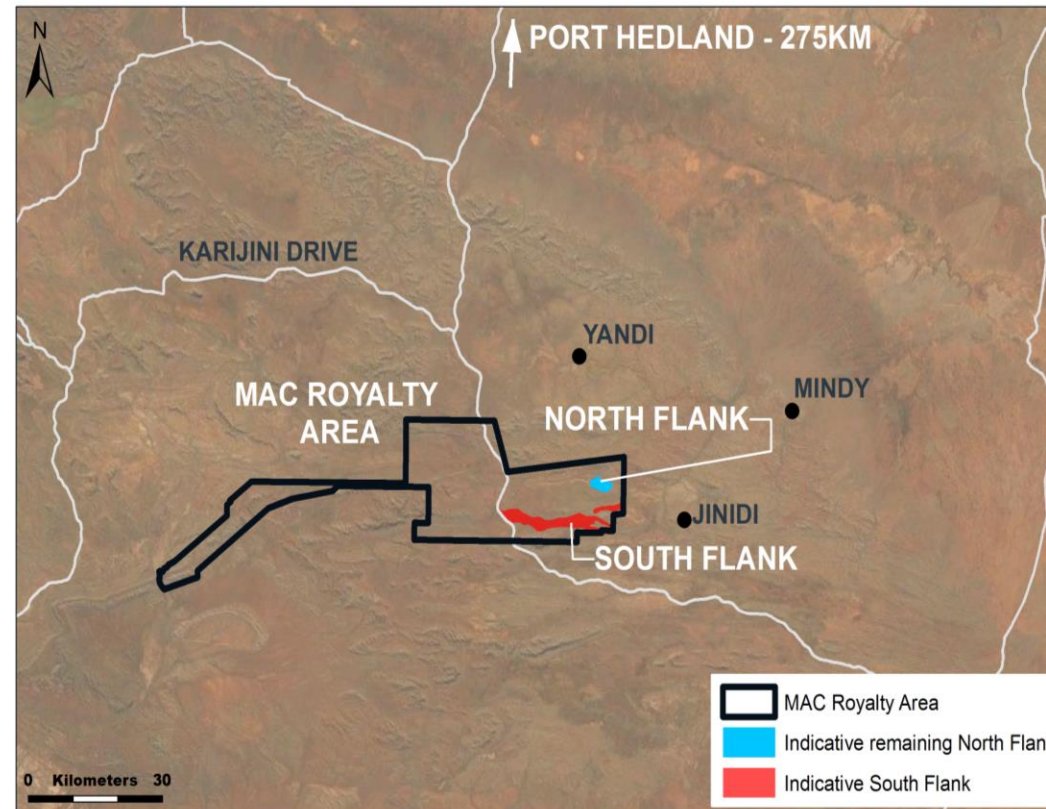 N
PORT HEDLAND - 275KM
KARIJINI DRIVE
YANDI
MAC ROYALTY
AREA
MINDY
NORTH FLANK
JINIDI
SOUTH FLANK
MAC Royalty Area
Indicative remaining North Flan
Indicative South Flank
0 Kilometers 30